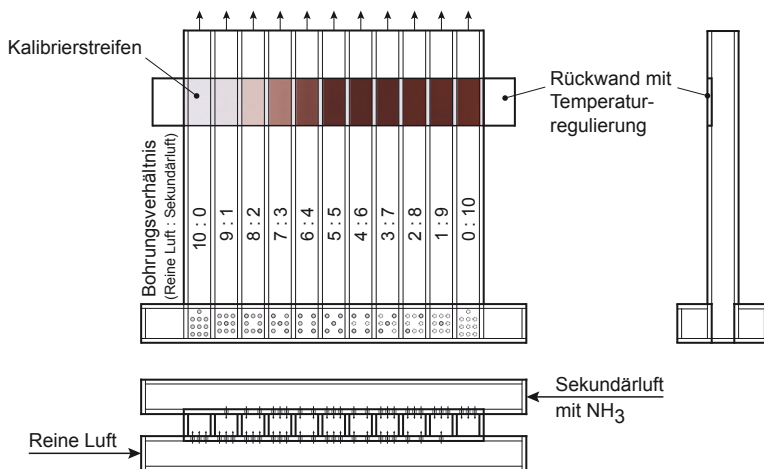 Kalibrierstreifen
Rückwand mit
Temperatur-
regulierung
Bohrungsverhältnis
(Reine Luft : Sekundärluft)
10 : 0
9 : 1
8 : 2
7 : 3
6 : 4
5 : 5
4 : 6
3 : 7
2 : 8
1 : 9
0 : 10
Sekundärluft
mit NH3
Reine Luft